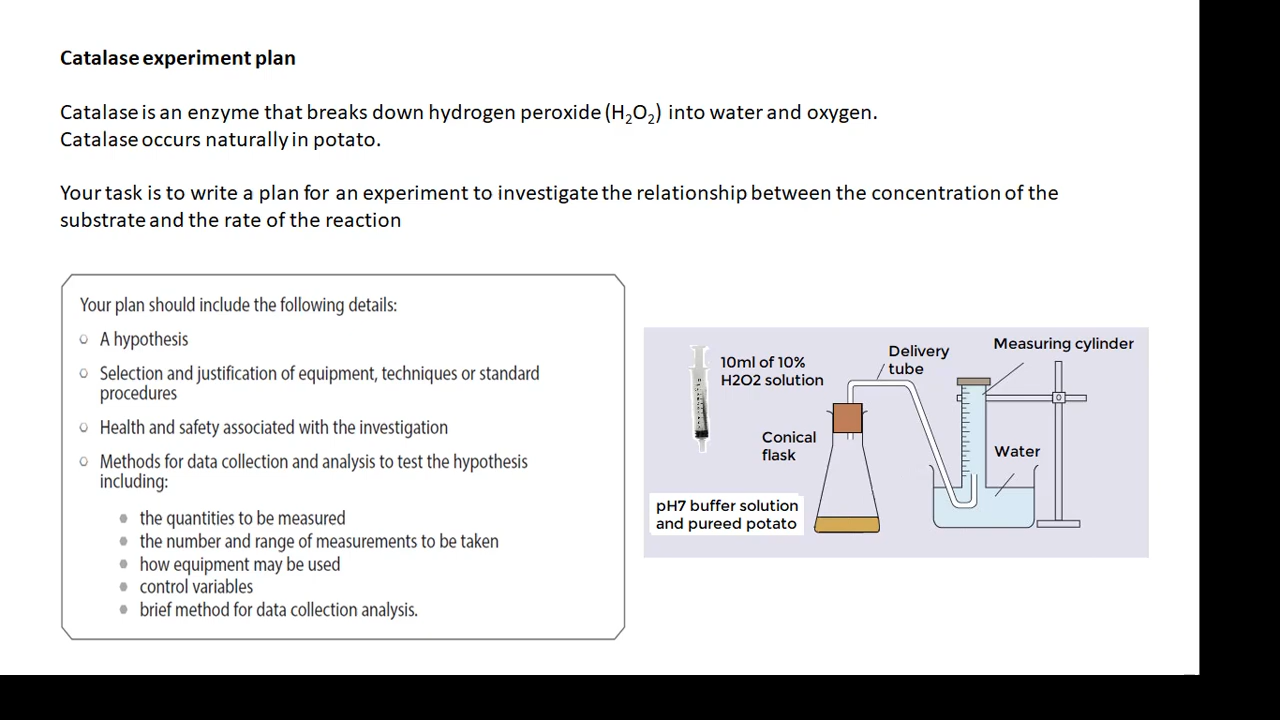 Catalase experiment plan
Catalase is an enzyme that breaks down hydrogen peroxide (H₂O₂) into water and oxygen.
Catalase occurs naturally in potato.
Your task is to write a plan for an experiment to investigate the relationship between the concentration of the
substrate and the rate of the reaction
Your plan should include the following details:
A hypothesis
Selection and justification of equipment, techniques or standard
procedures
Health and safety associated with the investigation
Methods for data collection and analysis to test the hypothesis
including:
the quantities to be measured
the number and range of measurements to be taken
how equipment may be used
control variables
brief method for data collection analysis.
10ml of 10%
H2O2 solution
Delivery
tube
Measuring cylinder
Conical
flask
Water
pH7 buffer solution
and pureed potato